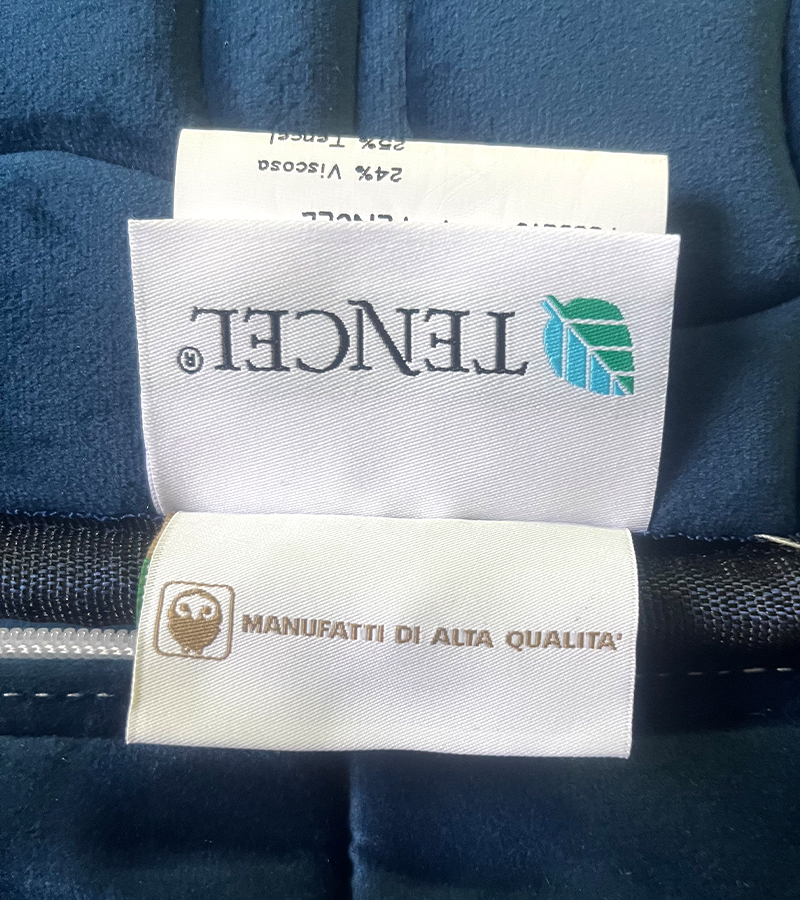 TENCEL®
TENCEL
24% Viscosa
25% Tencel
MANUFATTI DI ALTA QUALITA'